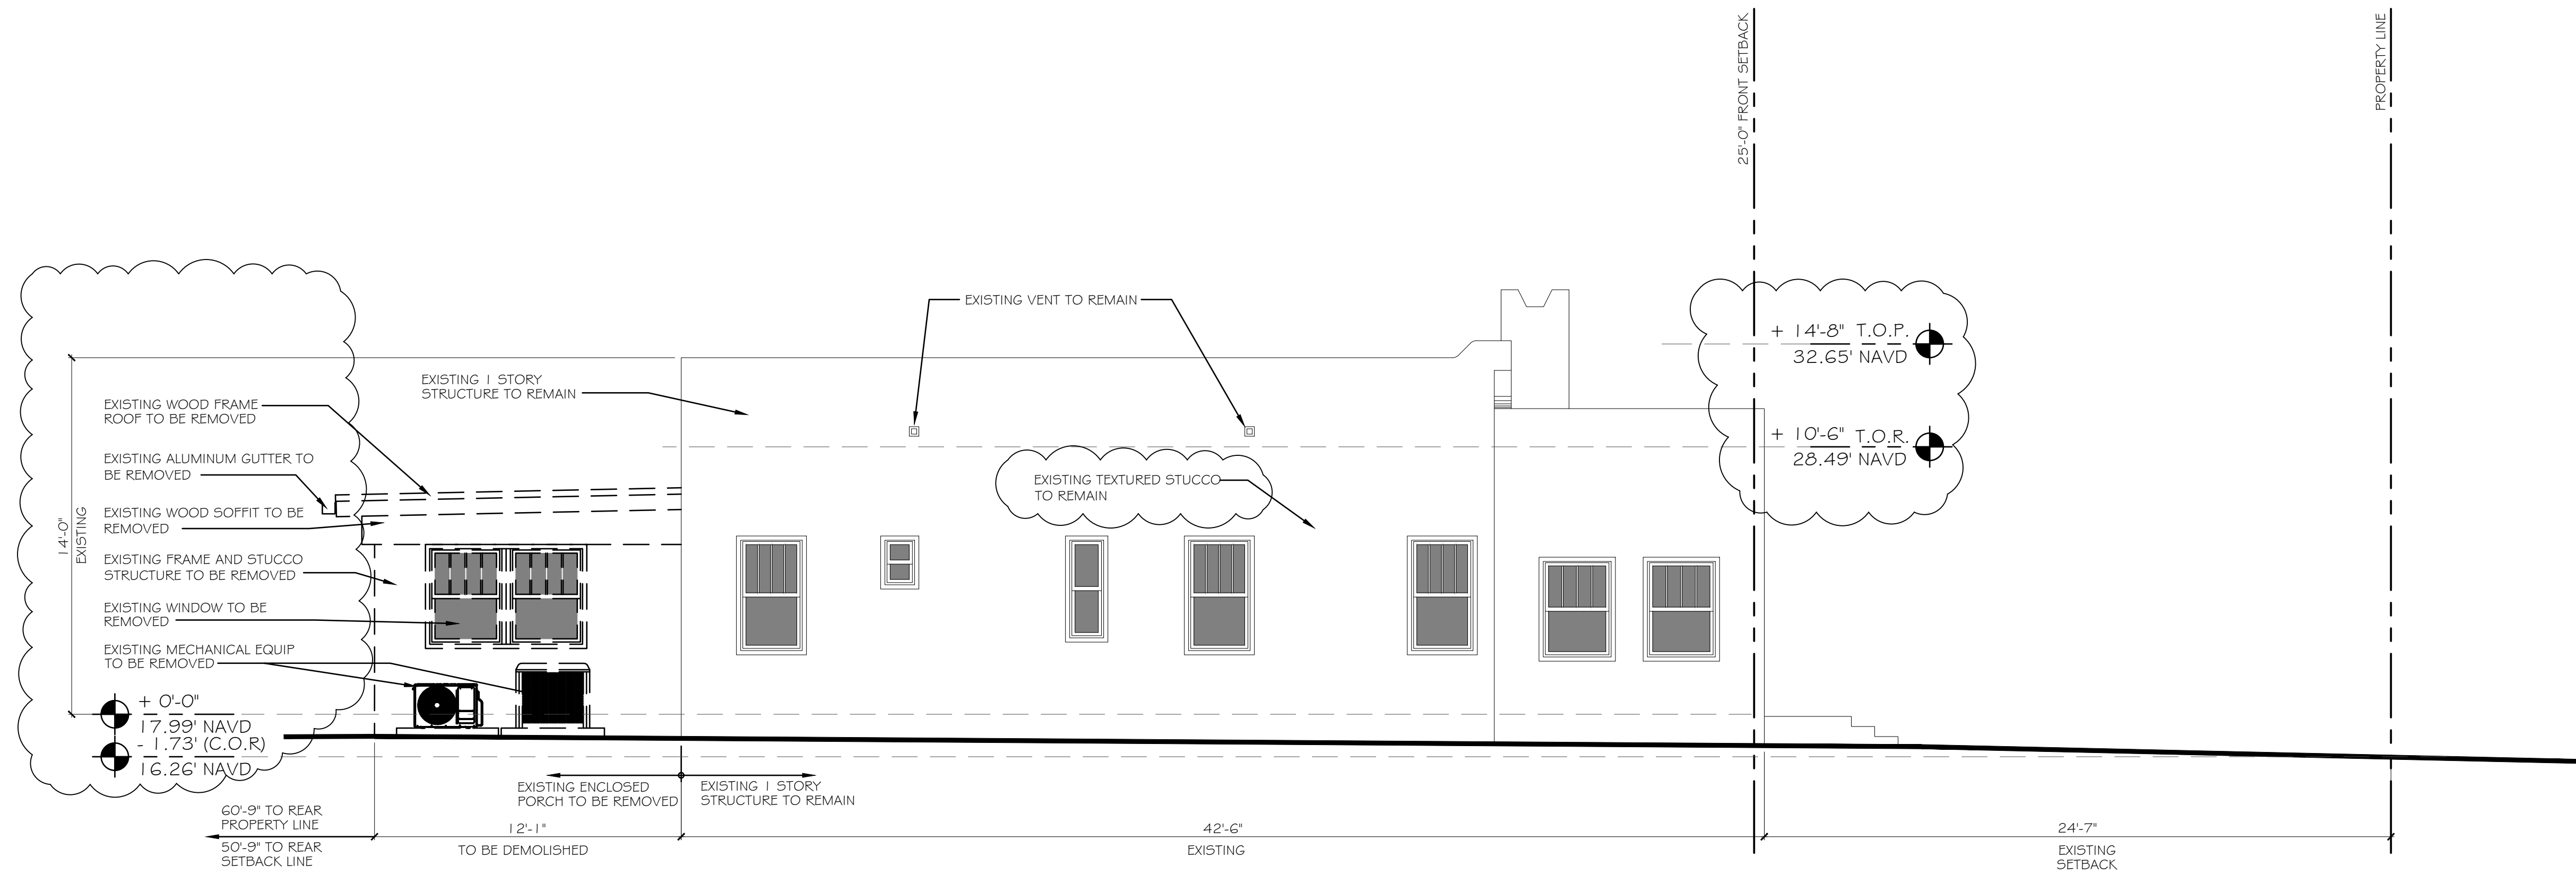 25'-0" FRONT SETBACK
PROPERTY LINE
EXISTING VENT TO REMAIN
+ 14'-8" T.O.P.
32.65' NAVD
EXISTING 1 STORY
STRUCTURE TO REMAIN
EXISTING WOOD FRAME
ROOF TO BE REMOVED
+ 10'-6" T.O.R.
28.49' NAVD
EXISTING ALUMINUM GUTTER TO
BE REMOVED
EXISTING TEXTURED STUCCO
TO REMAIN
EXISTING WOOD SOFFIT TO BE
REMOVED
14'-0"
EXISTING
EXISTING FRAME AND STUCCO
STRUCTURE TO BE REMOVED
EXISTING WINDOW TO BE
REMOVED
EXISTING MECHANICAL EQUIP
TO BE REMOVED
+ 0'-0"
17.99' NAVD
- 1.73' (C.O.R)
16.26' NAVD
EXISTING ENCLOSED
PORCH TO BE REMOVED
EXISTING 1 STORY
STRUCTURE TO REMAIN
60'-9" TO REAR
PROPERTY LINE
50'-9" TO REAR
SETBACK LINE
12'-1"
TO BE DEMOLISHED
42'-6"
EXISTING
24'-7"
EXISTING
SETBACK